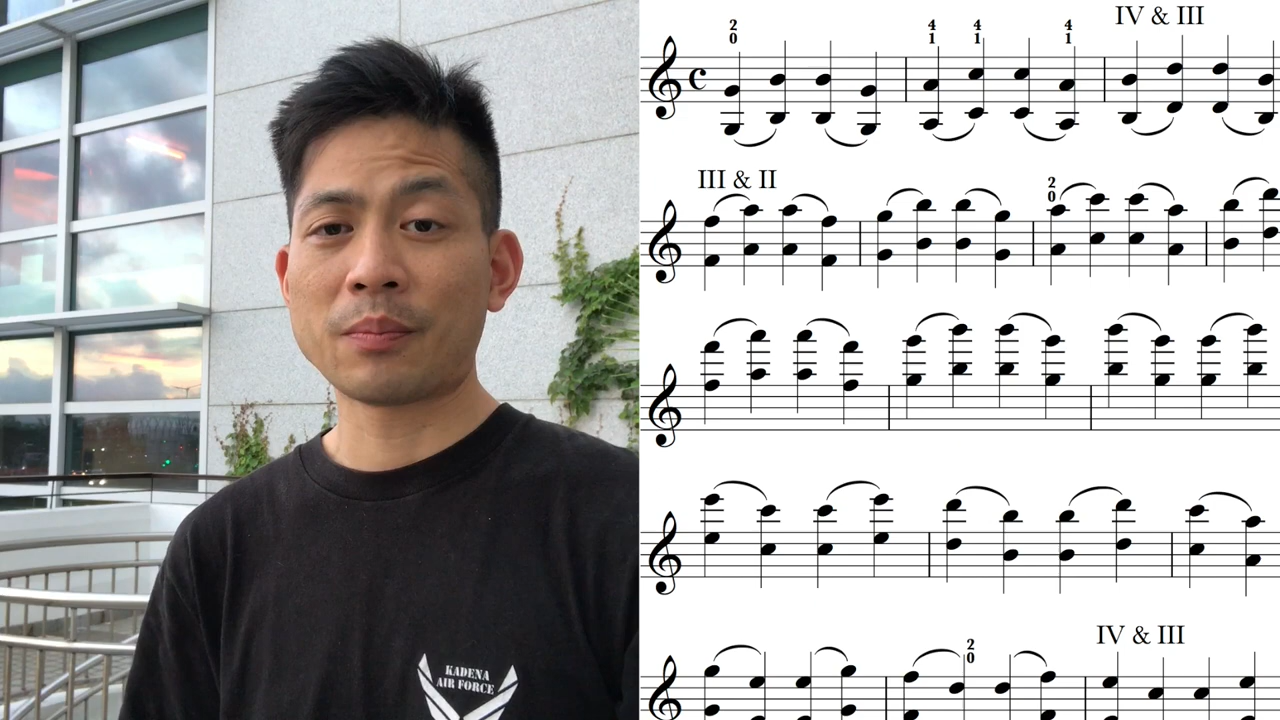 KADENA
AIR FORCE
2 4 4 4
0 1 1 1
IV & III
III & II
2
0
2
0
IV & III